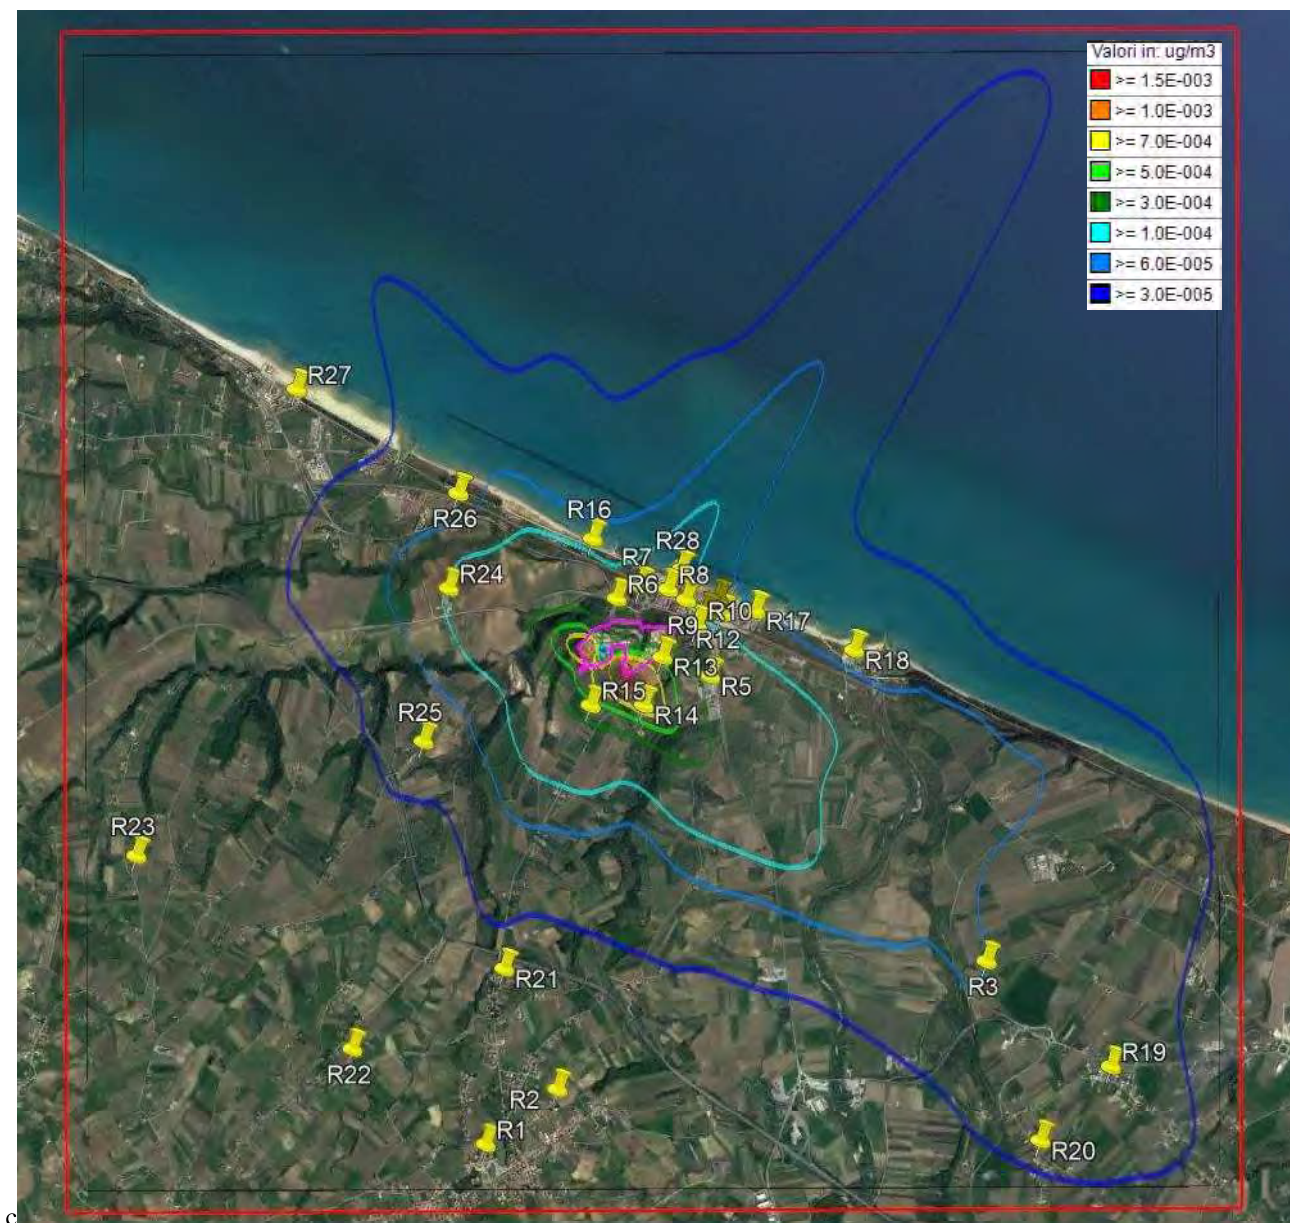 Valori in: ug/m3
>= 1.5E-003
>= 1.0E-003
>= 7.0E-004
>= 5.0E-004
>= 3.0E-004
>= 1.0E-004
>= 6.0E-005
>= 3.0E-005
R27
R26
R16
R28
R7
R24
R6
R8
R10
R17
R9
R12
R18
R13
R5
R15
R14
R25
R23
R21
R3
R22
R19
R2
R1
R20
c